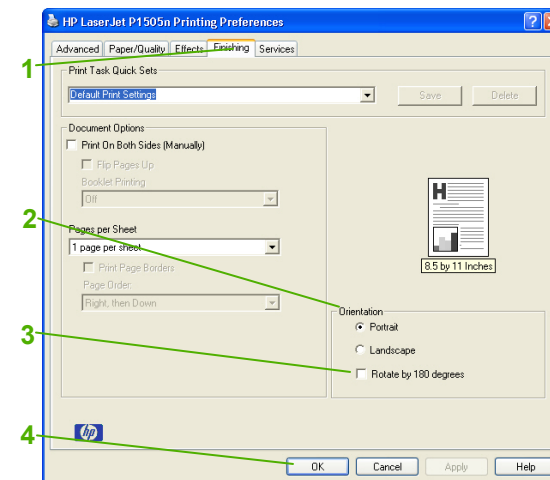 HP LaserJet P1505n Printing Preferences
Advanced Paper/Quality Effects Finishing Services
1
Print Task Quick Sets
Default Print Settings Save Delete
Document Options
Print On Both Sides (Manually)
Flip Pages Up
Booklet Printing
Off
2
Pages per Sheet
1 page per sheet
Print Page Borders
Page Order:
Right, then Down
H
8.5 by 11 Inches
Orientation
Portrait
3
Landscape
Rotate by 180 degrees
hp
4
OK Cancel Apply Help